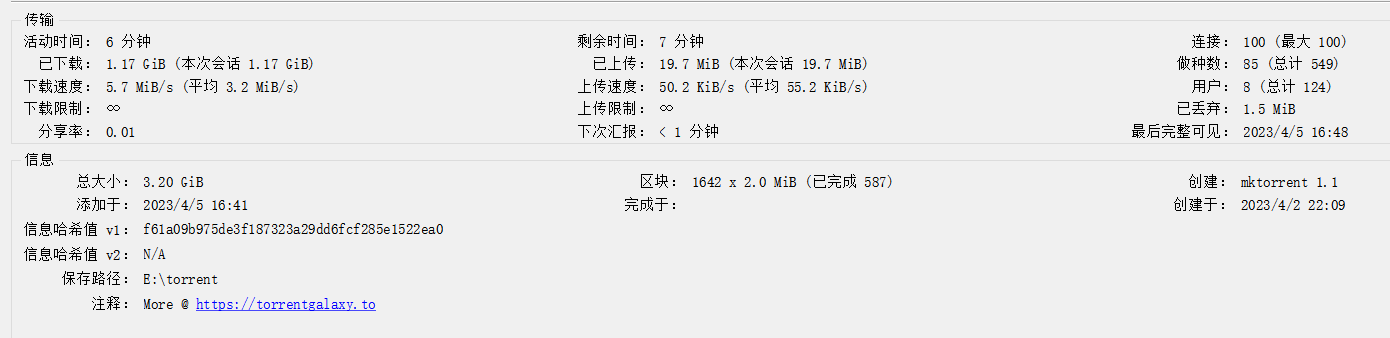 传输
活动时间： 6 分钟 剩余时间： 7 分钟 连接： 100 (最大 100)
已下载： 1.17 GiB (本次会话 1.17 GiB) 已上传： 19.7 MiB (本次会话 19.7 MiB) 做种数： 85 (总计 549)
下载速度： 5.7 MiB/s (平均 3.2 MiB/s) 上传速度： 50.2 KiB/s (平均 55.2 KiB/s) 用户： 8 (总计 124)
下载限制： ∞ 上传限制： ∞ 已丢弃： 1.5 MiB
分享率： 0.01 下次汇报： < 1 分钟 最后完整可见： 2023/4/5 16:48
信息
总大小： 3.20 GiB 区块： 1642 x 2.0 MiB (已完成 587) 创建： mktorrent 1.1
添加于： 2023/4/5 16:41 完成于： 创建于： 2023/4/2 22:09
信息哈希值 v1： f61a09b975de3f187323a29dd6fcf285e1522ea0
信息哈希值 v2： N/A
保存路径： E:\torrent
注释： More @ https://torrentgalaxy.to